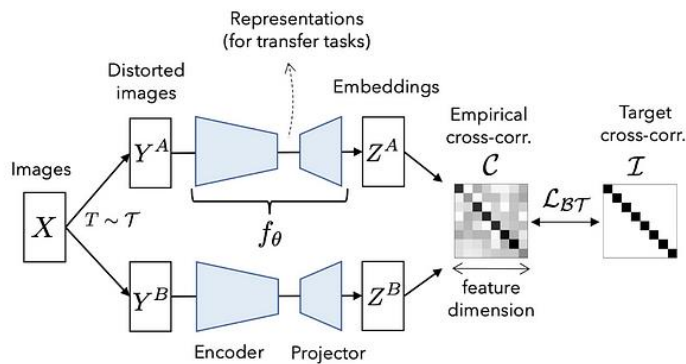 Representations
(for transfer tasks)
Distorted
images
Embeddings
Empirical
cross-corr.
Target
cross-corr.
Images
Y^A
Z^A
C
I
X
T ~ 𝒯
f_θ
ℒ_ℬ𝒯
Y^B
Z^B
feature
dimension
Encoder
Projector